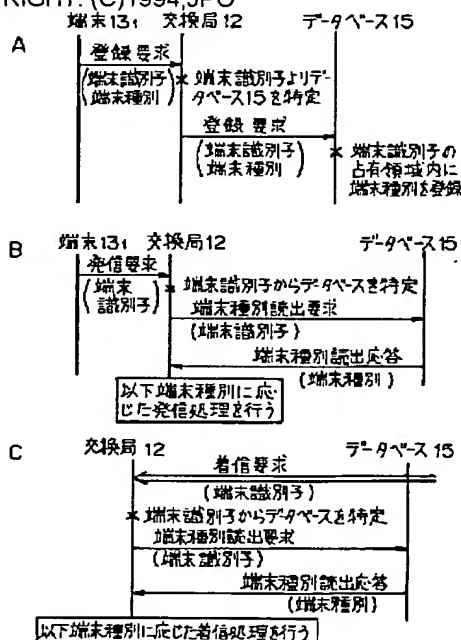 RIGHT: (C)1994,JPO
端末13₁ 交換局12 データベース15
A
登録要求
(端末識別子
端末種別)
× 端末識別子よりデー
タベース15を特定
登録要求
(端末識別子
端末種別)
× 端末識別子の
占有領域内に
端末種別を登録
B
端末13₁ 交換局12 データベース15
発信要求
(端末
識別子)
× 端末識別子からデータベースを特定
端末種別読出要求
(端末識別子)
端末種別読出応答
(端末種別)
以下端末種別に応
じた発信処理を行う
C
交換局12 データベース15
着信要求
(端末識別子)
× 端末識別子からデータベースを特定
端末種別読出要求
(端末識別子)
端末種別読出応答
(端末種別)
以下端末種別に応じた着信処理を行う